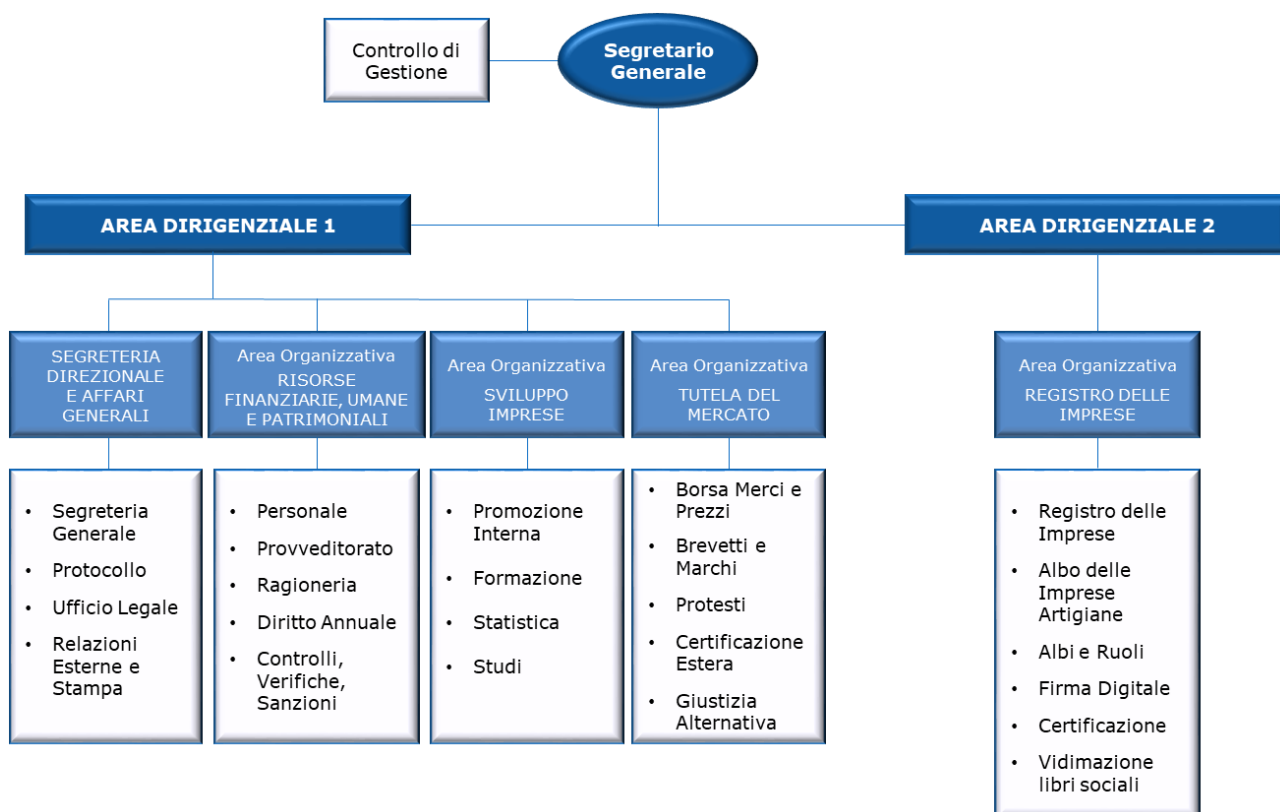 Controllo di
Gestione
Segretario
Generale
AREA DIRIGENZIALE 1
AREA DIRIGENZIALE 2
SEGRETERIA
DIREZIONALE
E AFFARI
GENERALI
Area Organizzativa
RISORSE
FINANZIARIE, UMANE
E PATRIMONIALI
Area Organizzativa
SVILUPPO
IMPRESE
Area Organizzativa
TUTELA DEL
MERCATO
Area Organizzativa
REGISTRO DELLE
IMPRESE
• Segreteria
Generale
• Protocollo
• Ufficio Legale
• Relazioni
Esterne e
Stampa
• Personale
• Provveditorato
• Ragioneria
• Diritto Annuale
• Controlli,
Verifiche,
Sanzioni
• Promozione
Interna
• Formazione
• Statistica
• Studi
• Borsa Merci e
Prezzi
• Brevetti e
Marchi
• Protesti
• Certificazione
Estera
• Giustizia
Alternativa
• Registro delle
Imprese
• Albo delle
Imprese
Artigiane
• Albi e Ruoli
• Firma Digitale
• Certificazione
• Vidimazione
libri sociali